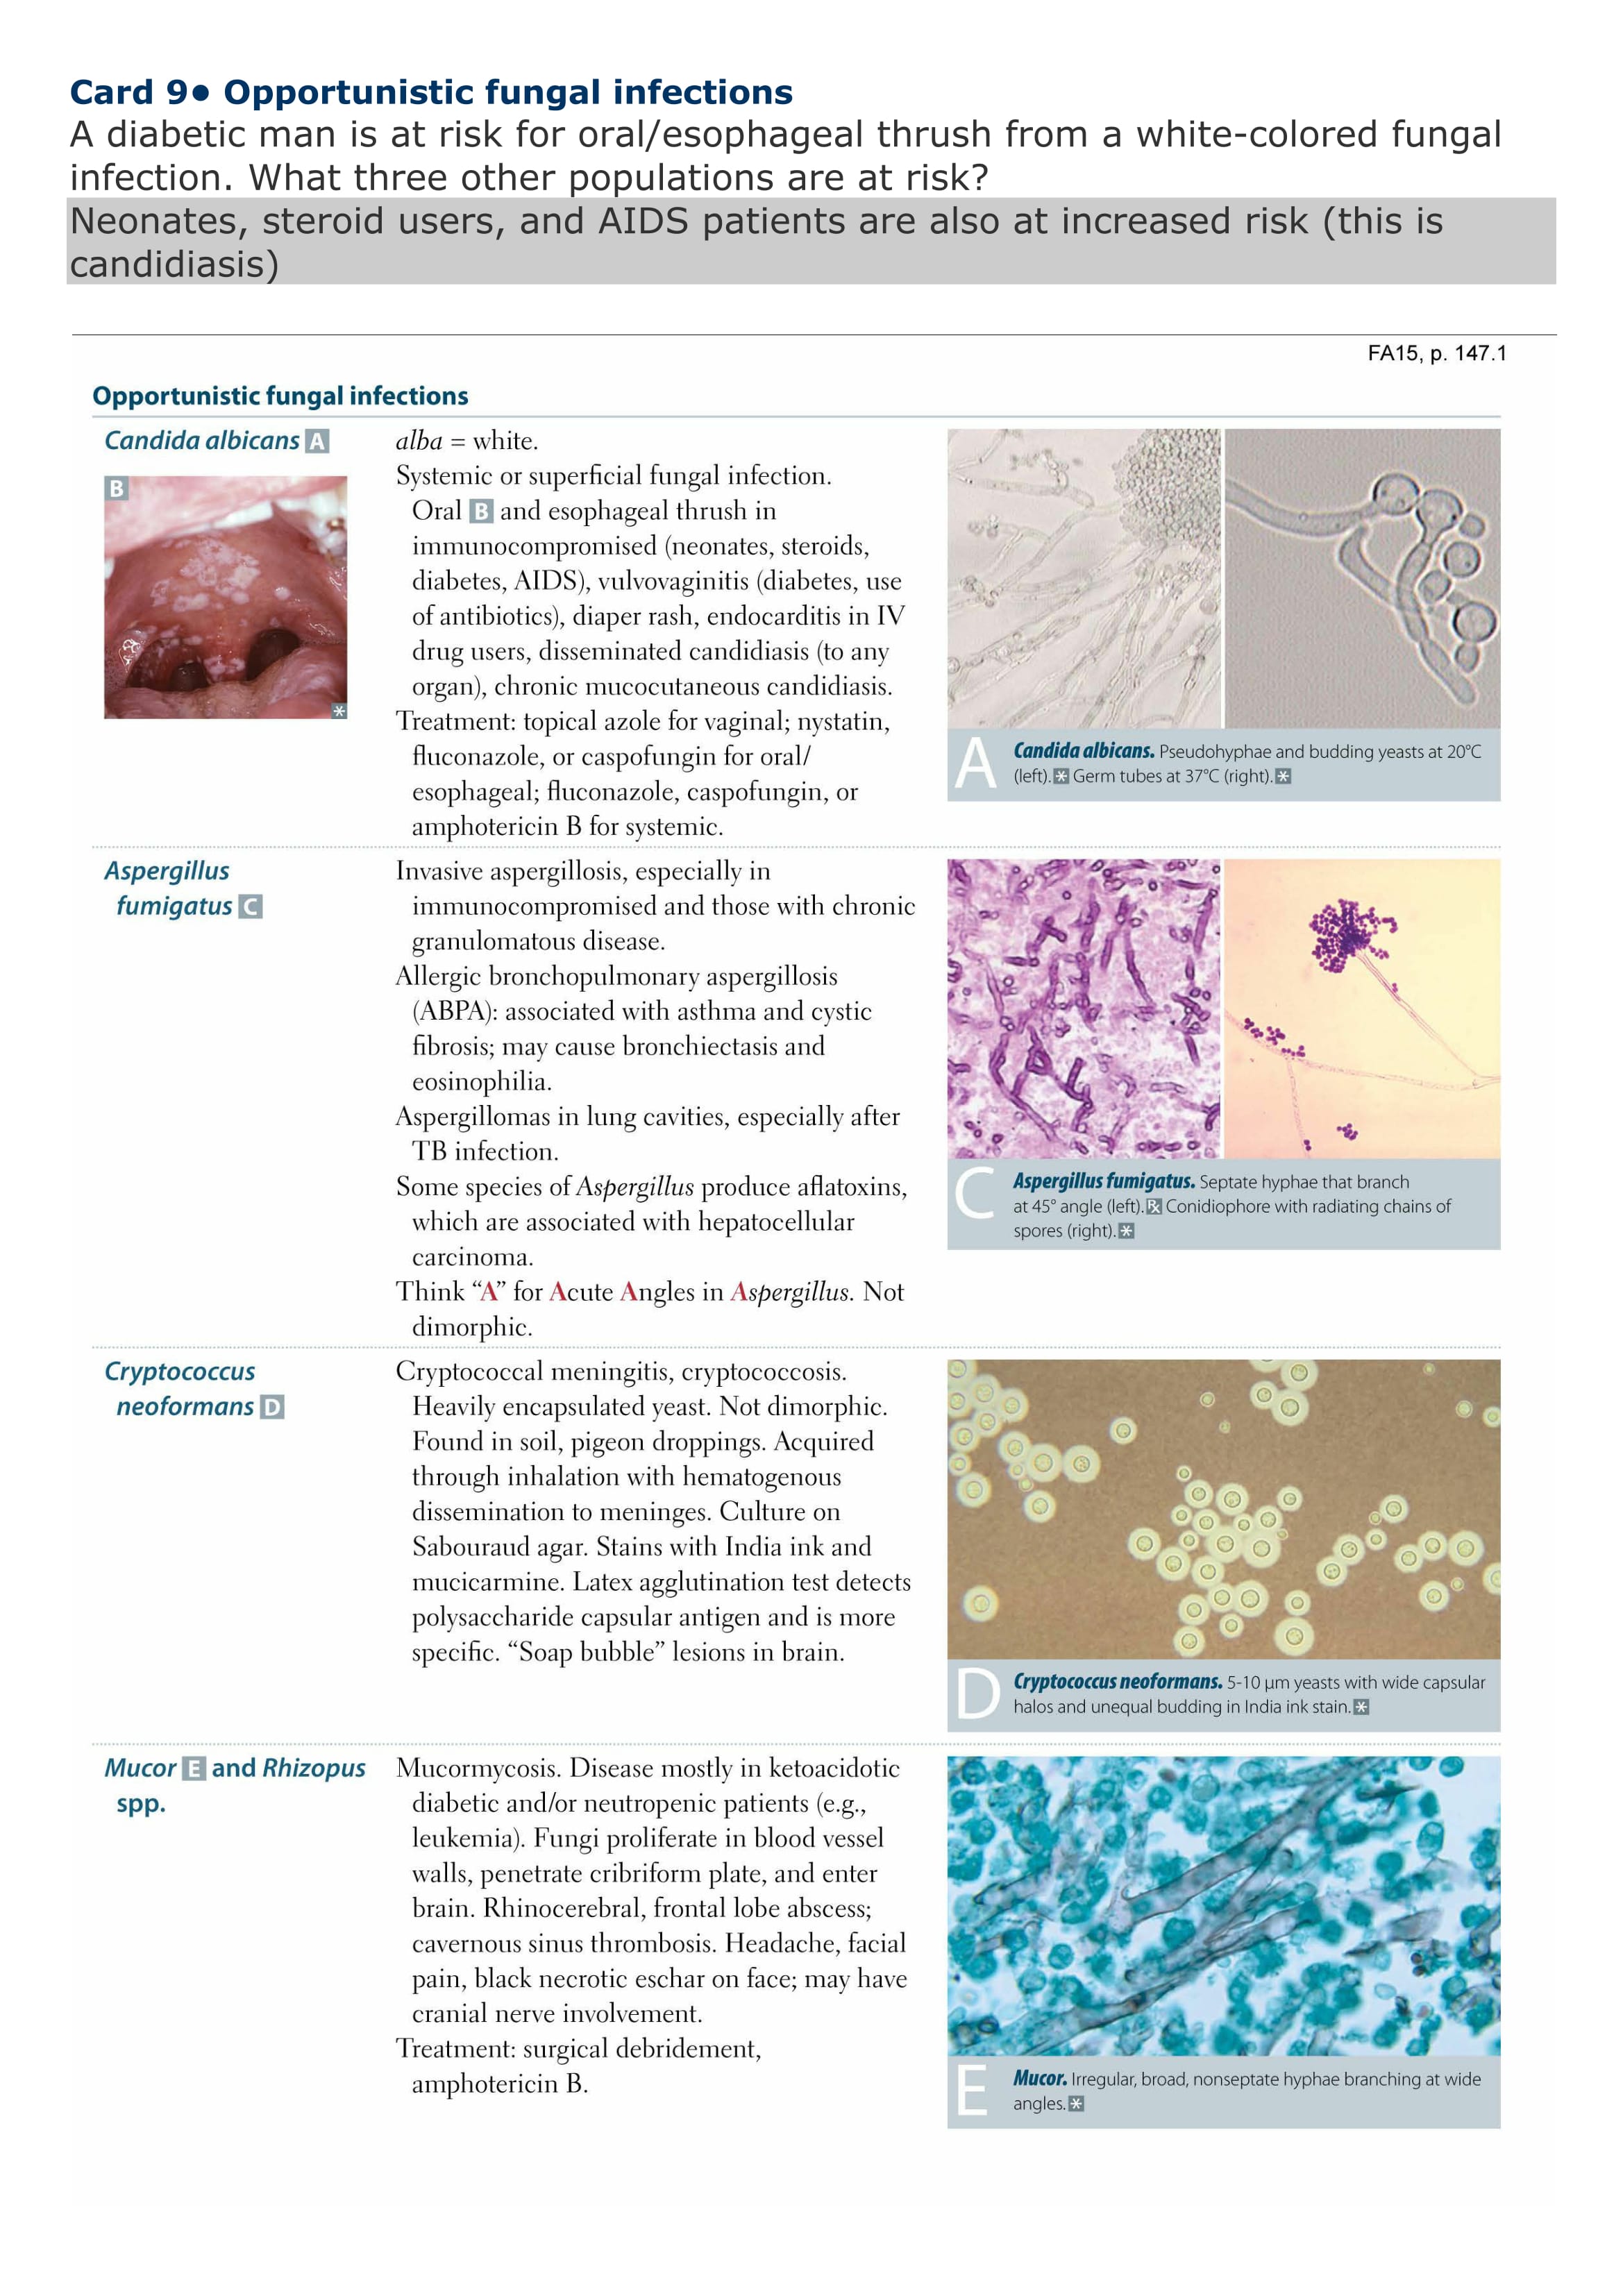 Card 9• Opportunistic fungal infections
A diabetic man is at risk for oral/esophageal thrush from a white-colored fungal
infection. What three other populations are at risk?
Neonates, steroid users, and AIDS patients are also at increased risk (this is
candidiasis)
FA15, p. 147.1
Opportunistic fungal infections
Candida albicans A
B
*
alba = white.
Systemic or superficial fungal infection.
Oral B and esophageal thrush in
immunocompromised (neonates, steroids,
diabetes, AIDS), vulvovaginitis (diabetes, use
of antibiotics), diaper rash, endocarditis in IV
drug users, disseminated candidiasis (to any
organ), chronic mucocutaneous candidiasis.
Treatment: topical azole for vaginal; nystatin,
fluconazole, or caspofungin for oral/
esophageal; fluconazole, caspofungin, or
amphotericin B for systemic.
A
Candida albicans. Pseudohyphae and budding yeasts at 20°C
(left). * Germ tubes at 37°C (right). *
Aspergillus
fumigatus C
Invasive aspergillosis, especially in
immunocompromised and those with chronic
granulomatous disease.
Allergic bronchopulmonary aspergillosis
(ABPA): associated with asthma and cystic
fibrosis; may cause bronchiectasis and
eosinophilia.
Aspergillomas in lung cavities, especially after
TB infection.
Some species of Aspergillus produce aflatoxins,
which are associated with hepatocellular
carcinoma.
Think “A” for Acute Angles in Aspergillus. Not
dimorphic.
C
Aspergillus fumigatus. Septate hyphae that branch
at 45° angle (left). ℞ Conidiophore with radiating chains of
spores (right). *
Cryptococcus
neoformans D
Cryptococcal meningitis, cryptococcosis.
Heavily encapsulated yeast. Not dimorphic.
Found in soil, pigeon droppings. Acquired
through inhalation with hematogenous
dissemination to meninges. Culture on
Sabouraud agar. Stains with India ink and
mucicarmine. Latex agglutination test detects
polysaccharide capsular antigen and is more
specific. “Soap bubble” lesions in brain.
D
Cryptococcus neoformans. 5-10 μm yeasts with wide capsular
halos and unequal budding in India ink stain. *
Mucor E and Rhizopus
spp.
Mucormycosis. Disease mostly in ketoacidotic
diabetic and/or neutropenic patients (e.g.,
leukemia). Fungi proliferate in blood vessel
walls, penetrate cribriform plate, and enter
brain. Rhinocerebral, frontal lobe abscess;
cavernous sinus thrombosis. Headache, facial
pain, black necrotic eschar on face; may have
cranial nerve involvement.
Treatment: surgical debridement,
amphotericin B.
E
Mucor. Irregular, broad, nonseptate hyphae branching at wide
angles. *